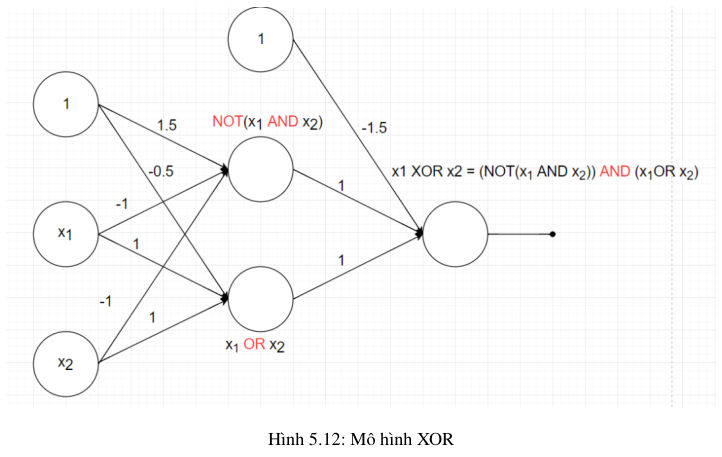 1
1
1.5
NOT(x1 AND x2)
-1.5
-0.5
1
x1 XOR x2 = (NOT(x1 AND x2)) AND (x1OR x2)
-1
x1
1
1
-1
1
x1 OR x2
x2
Hình 5.12: Mô hình XOR